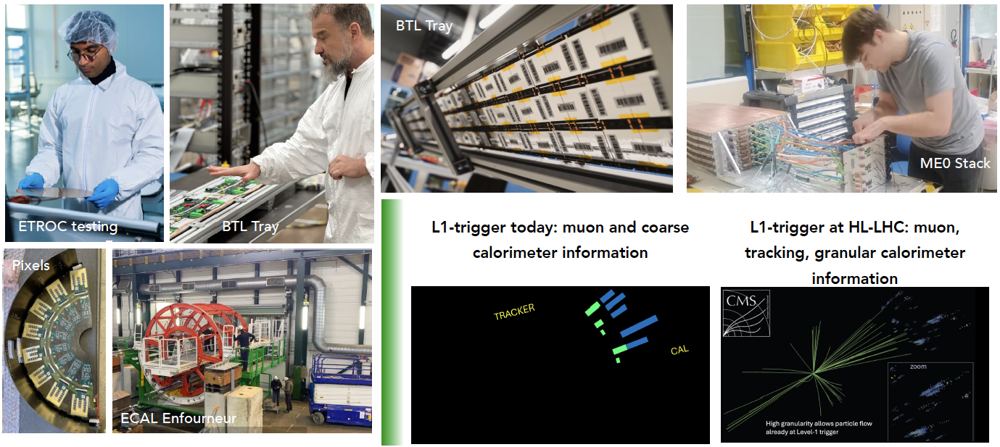 ETROC testing
BTL Tray
BTL Tray
ME0 Stack
Pixels
ECAL Enfourneur
L1-trigger today: muon and coarse
calorimeter information
TRACKER
CAL
L1-trigger at HL-LHC: muon,
tracking, granular calorimeter
information
CMS
zoom
High granularity allows particle flow
already at Level-1 trigger